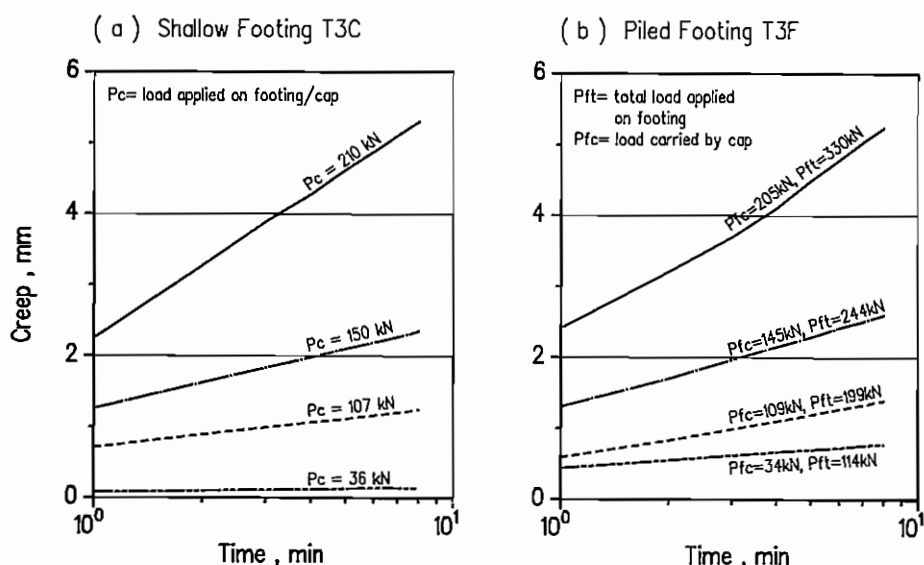 ( a ) Shallow Footing T3C
Pc= load applied on footing/cap
Creep , mm
6
4
2
0
Pc = 210 kN
Pc = 150 kN
Pc = 107 kN
Pc = 36 kN
10⁰
10¹
Time , min
( b ) Piled Footing T3F
Pft= total load applied
on footing
Pfc= load carried by cap
6
4
2
0
Pfc=205kN, Pft=330kN
Pfc=145kN, Pft=244kN
Pfc=109kN, Pft=199kN
Pfc=34kN, Pft=114kN
10⁰
10¹
Time , min